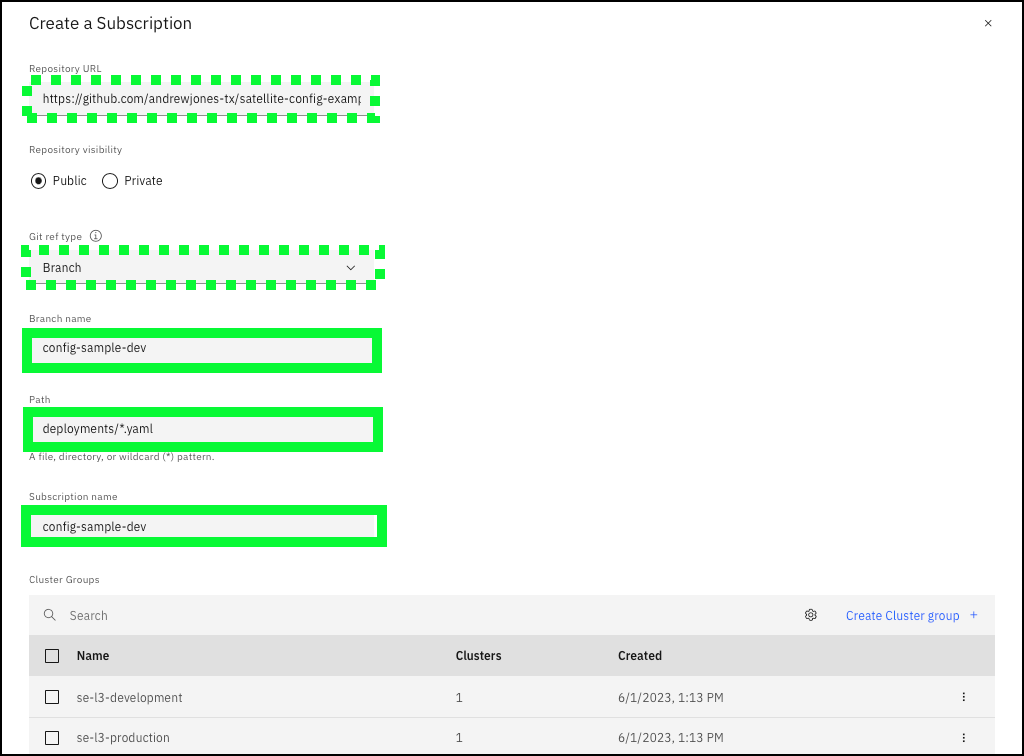 Create a Subscription
Repository URL
https://github.com/andrewjones-tx/satellite-config-examp
Repository visibility
Public Private
Git ref type
Branch
Branch name
config-sample-dev
Path
deployments/*.yaml
A file, directory, or wildcard (*) pattern.
Subscription name
config-sample-dev
Cluster Groups
Search Create Cluster group +
Name Clusters Created
se-l3-development 1 6/1/2023, 1:13 PM
se-l3-production 1 6/1/2023, 1:13 PM